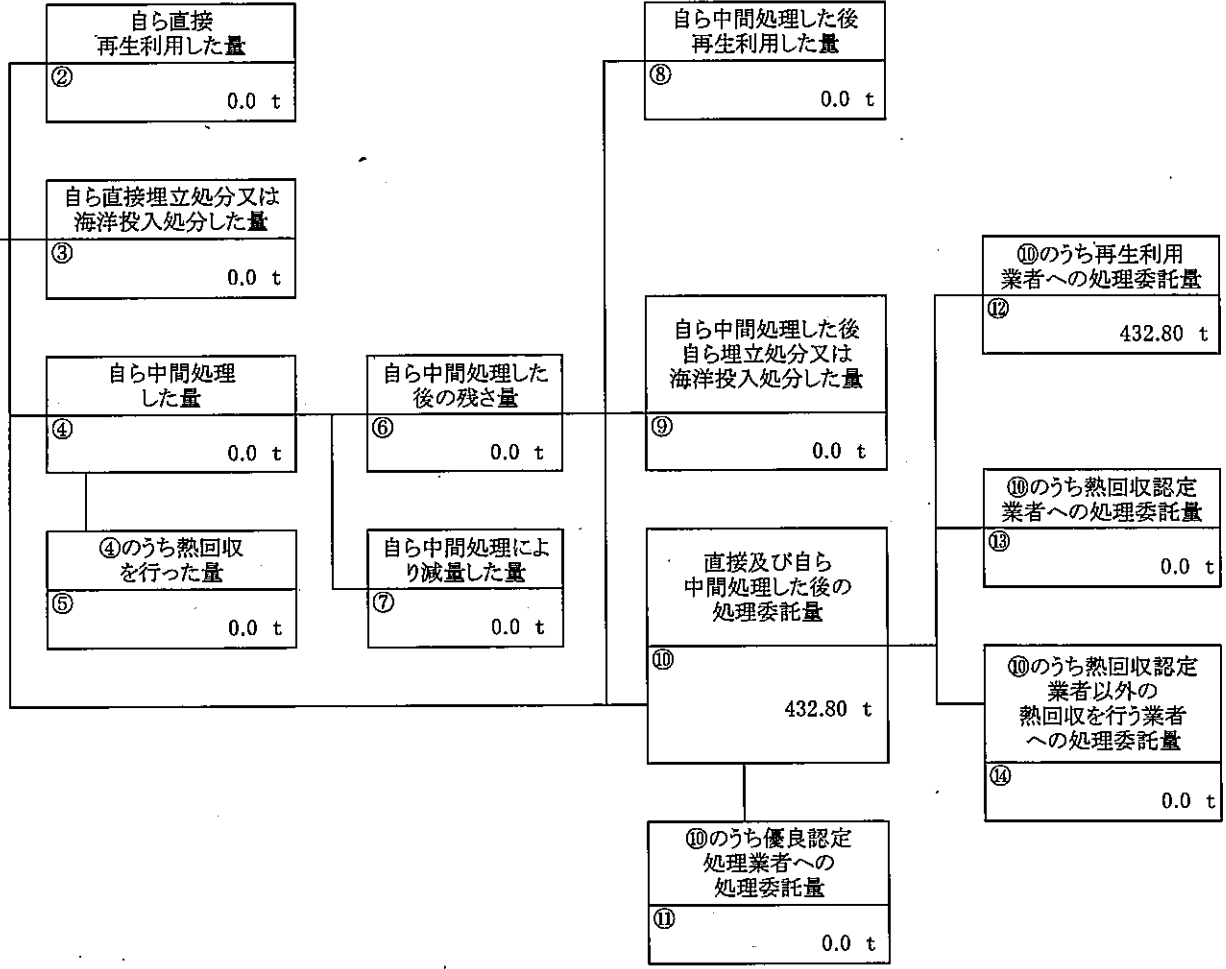 自ら直接
再生利用した量
②
0.0 t
自ら直接埋立処分又は
海洋投入処分した量
③
0.0 t
自ら中間処理
した量
④
0.0 t
④のうち熱回収
を行った量
⑤
0.0 t
自ら中間処理した
後の残さ量
⑥
0.0 t
自ら中間処理によ
り減量した量
⑦
0.0 t
自ら中間処理した後
再生利用した量
⑧
0.0 t
自ら中間処理した後
自ら埋立処分又は
海洋投入処分した量
⑨
0.0 t
直接及び自ら
中間処理した後の
処理委託量
⑩
432.80 t
⑩のうち優良認定
処理業者への
処理委託量
⑪
0.0 t
⑩のうち再生利用
業者への処理委託量
⑫
432.80 t
⑩のうち熱回収認定
業者への処理委託量
⑬
0.0 t
⑩のうち熱回収認定
業者以外の
熱回収を行う業者
への処理委託量
⑭
0.0 t